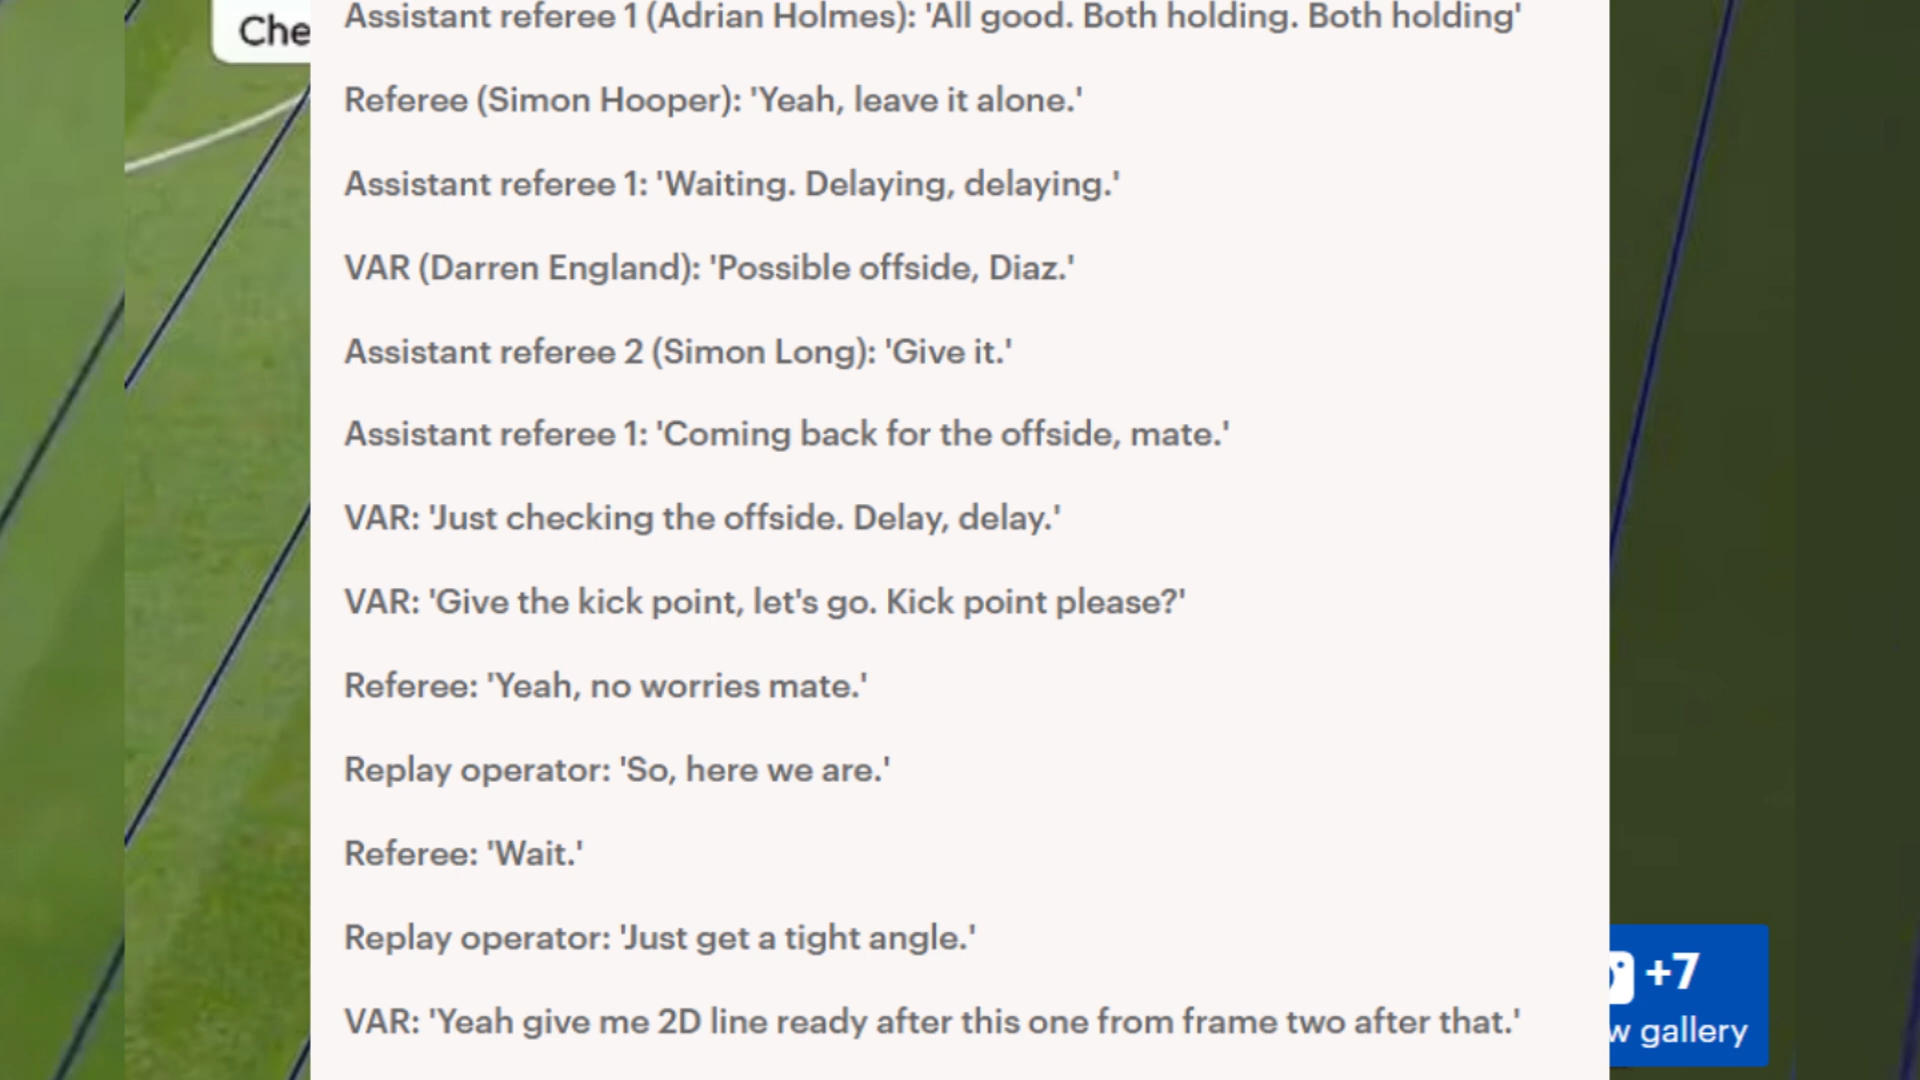 Che
Assistant referee 1 (Adrian Holmes): 'All good. Both holding. Both holding'
Referee (Simon Hooper): 'Yeah, leave it alone.'
Assistant referee 1: 'Waiting. Delaying, delaying.'
VAR (Darren England): 'Possible offside, Diaz.'
Assistant referee 2 (Simon Long): 'Give it.'
Assistant referee 1: 'Coming back for the offside, mate.'
VAR: 'Just checking the offside. Delay, delay.'
VAR: 'Give the kick point, let's go. Kick point please?'
Referee: 'Yeah, no worries mate.'
Replay operator: 'So, here we are.'
Referee: 'Wait.'
Replay operator: 'Just get a tight angle.'
VAR: 'Yeah give me 2D line ready after this one from frame two after that.'
+7
w gallery